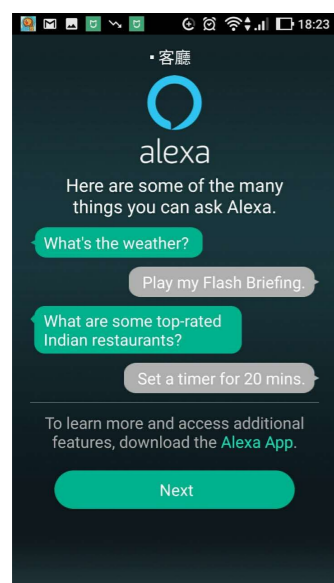 18:23
▪ 客廳
alexa
Here are some of the many
things you can ask Alexa.
What's the weather?
Play my Flash Briefing.
What are some top-rated
Indian restaurants?
Set a timer for 20 mins.
To learn more and access additional
features, download the Alexa App.
Next